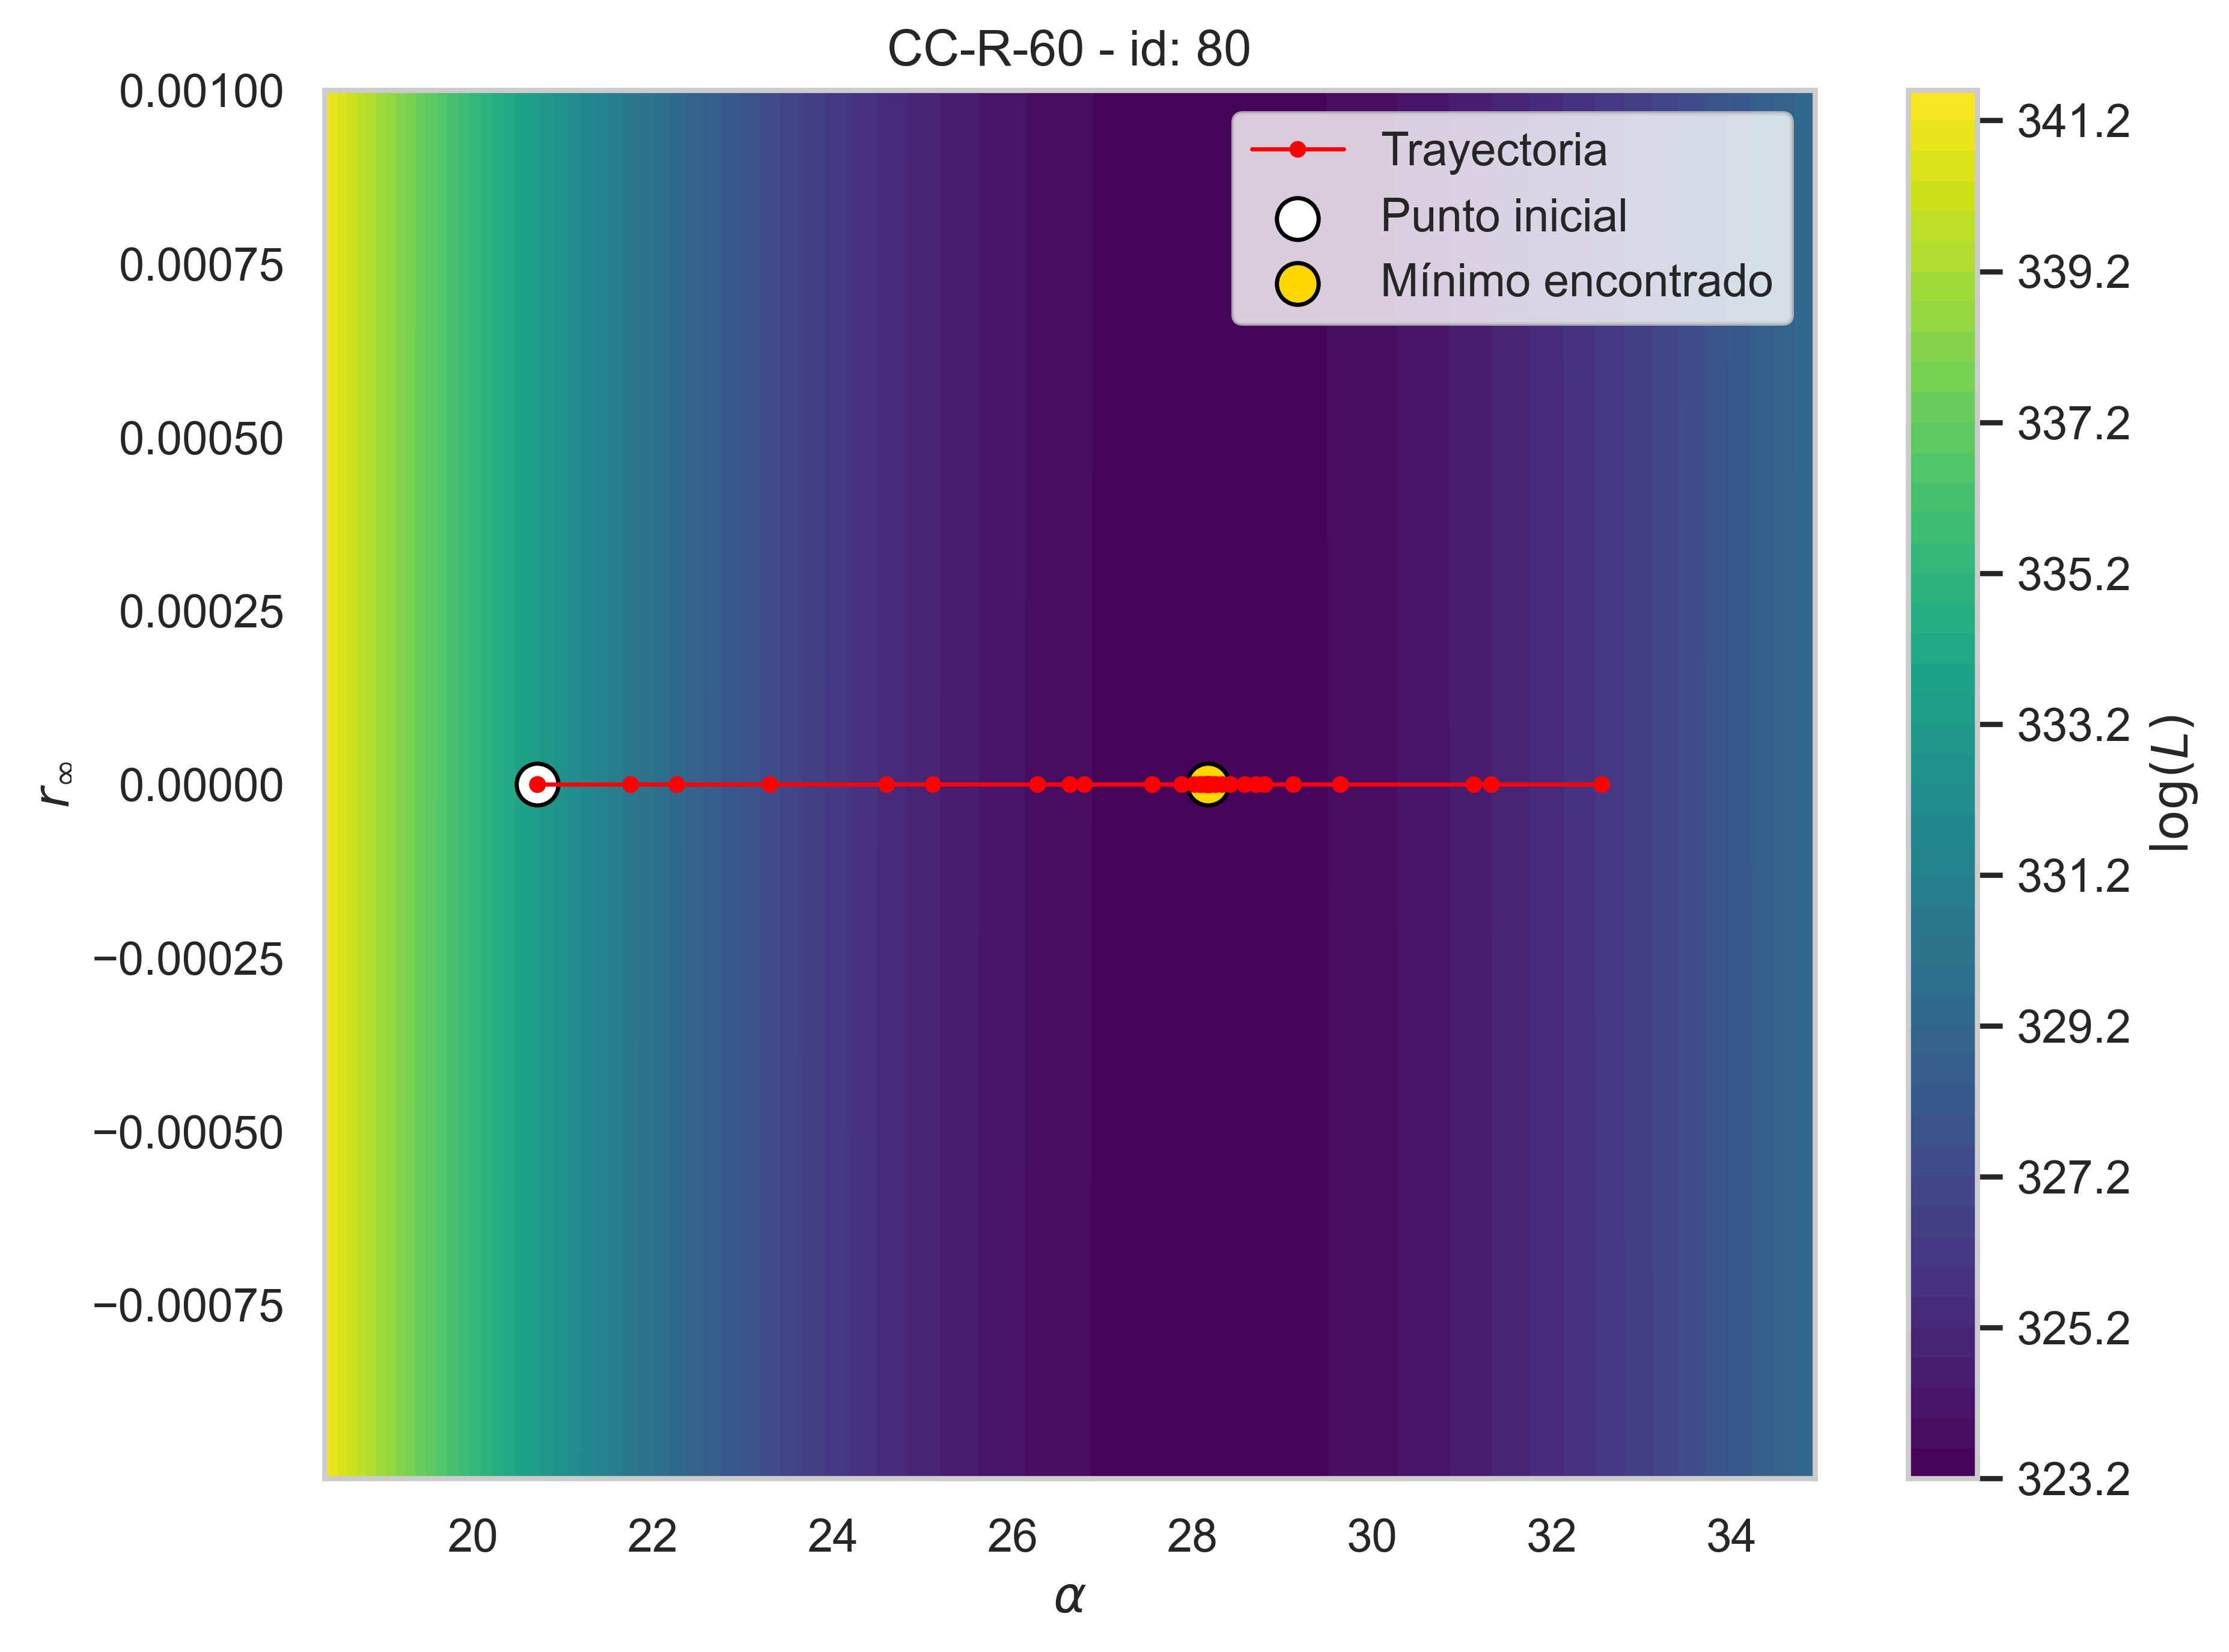 CC-R-60 - id: 80
0.00100
0.00075
0.00050
0.00025
0.00000
−0.00025
−0.00050
−0.00075
r∞
Trayectoria
Punto inicial
Mínimo encontrado
20 22 24 26 28 30 32 34
α
341.2
339.2
337.2
335.2
333.2
331.2
329.2
327.2
325.2
323.2
log(L)